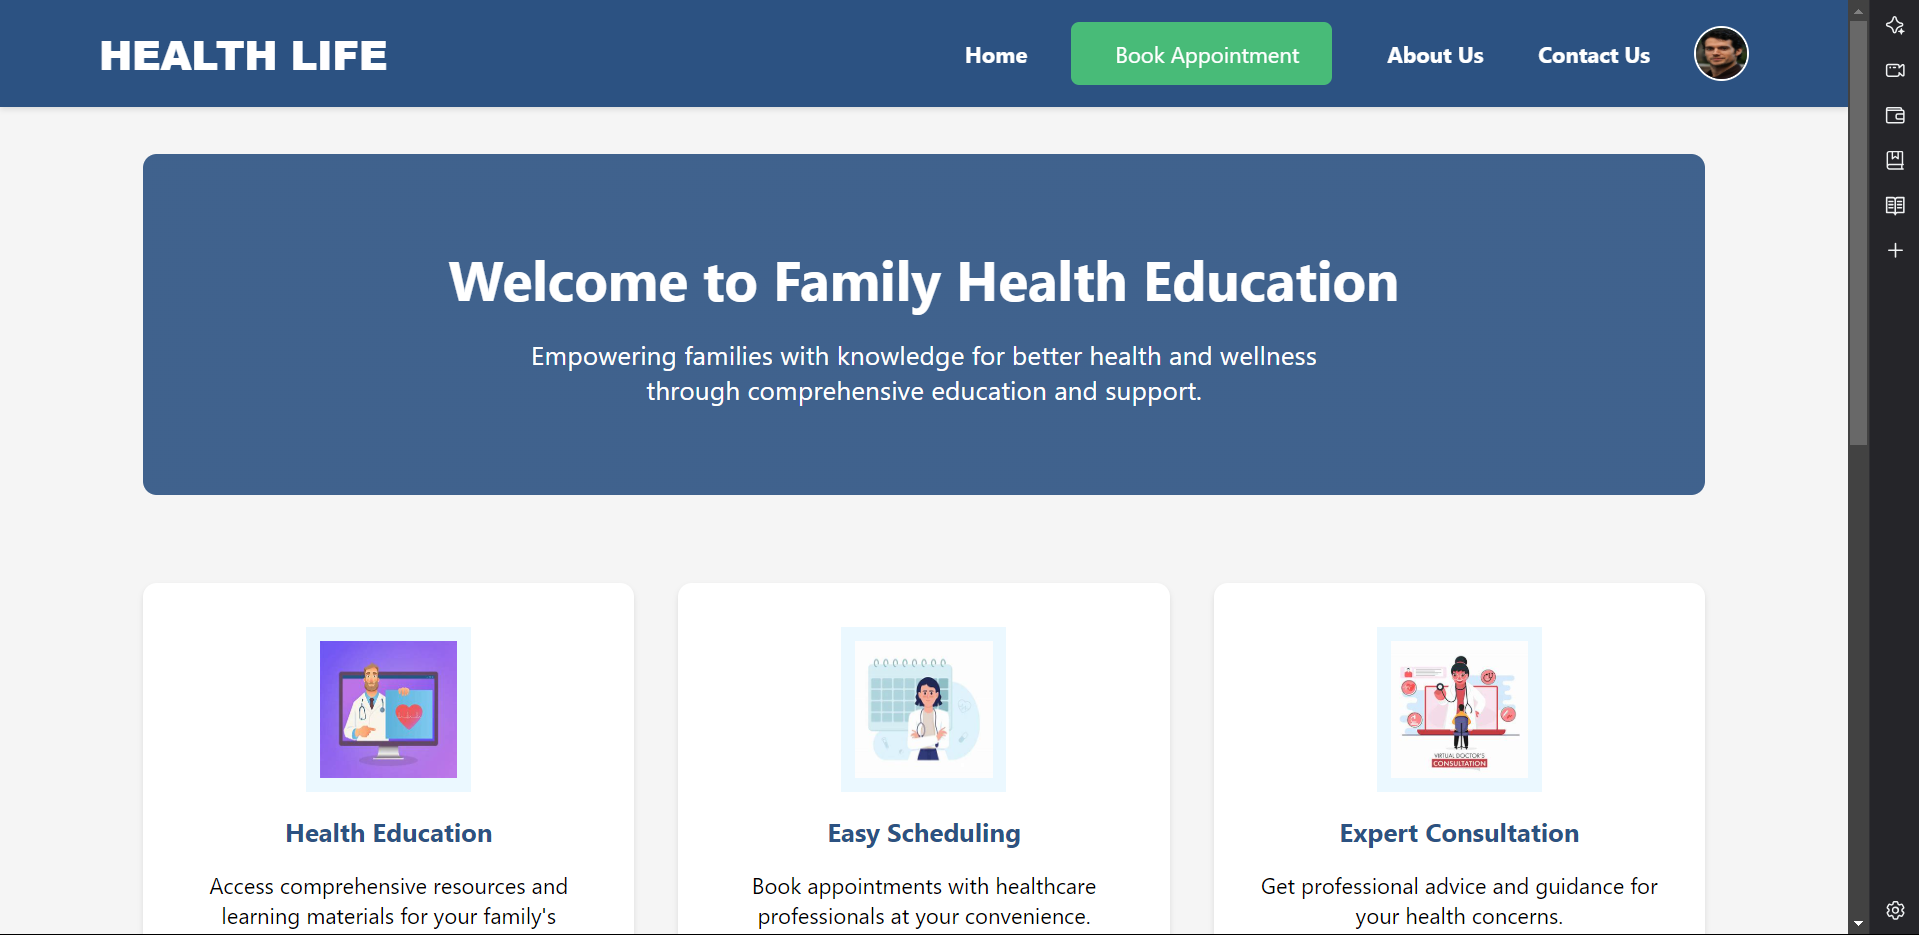 HEALTH LIFE
Home
Book Appointment
About Us
Contact Us
Welcome to Family Health Education
Empowering families with knowledge for better health and wellness
through comprehensive education and support.
VIRTUAL DOCTOR'S
CONSULTATION
Health Education
Access comprehensive resources and
learning materials for your family's
Easy Scheduling
Book appointments with healthcare
professionals at your convenience.
Expert Consultation
Get professional advice and guidance for
your health concerns.